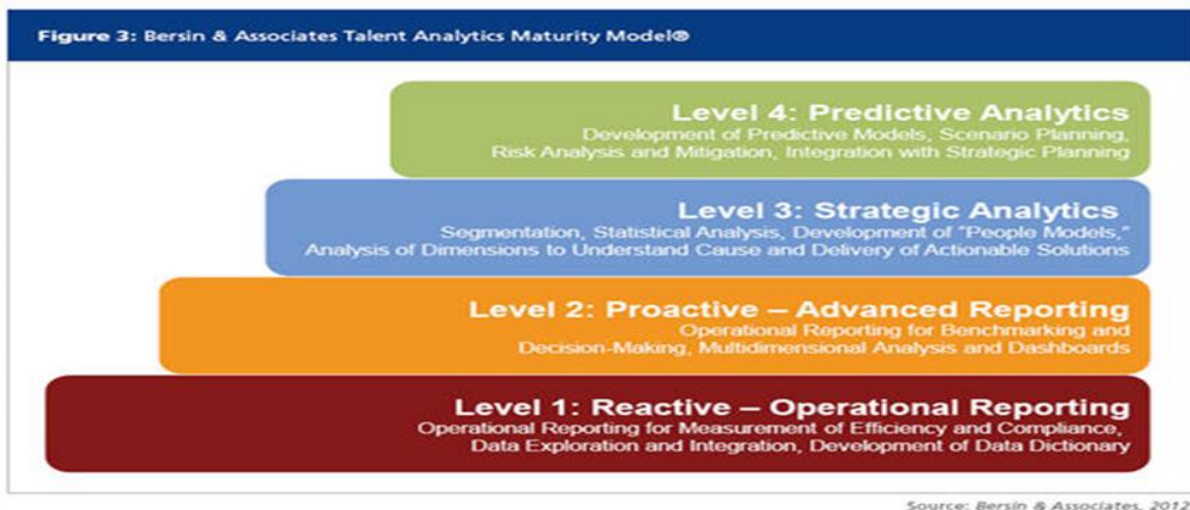 Figure 3: Bersin & Associates Talent Analytics Maturity Model®
Level 4: Predictive Analytics
Development of Predictive Models, Scenario Planning,
Risk Analysis and Mitigation, Integration with Strategic Planning
Level 3: Strategic Analytics
Segmentation, Statistical Analysis, Development of "People Models,"
Analysis of Dimensions to Understand Cause and Delivery of Actionable Solutions
Level 2: Proactive – Advanced Reporting
Operational Reporting for Benchmarking and
Decision-Making, Multidimensional Analysis and Dashboards
Level 1: Reactive – Operational Reporting
Operational Reporting for Measurement of Efficiency and Compliance,
Data Exploration and Integration, Development of Data Dictionary
Source: Bersin & Associates, 2012